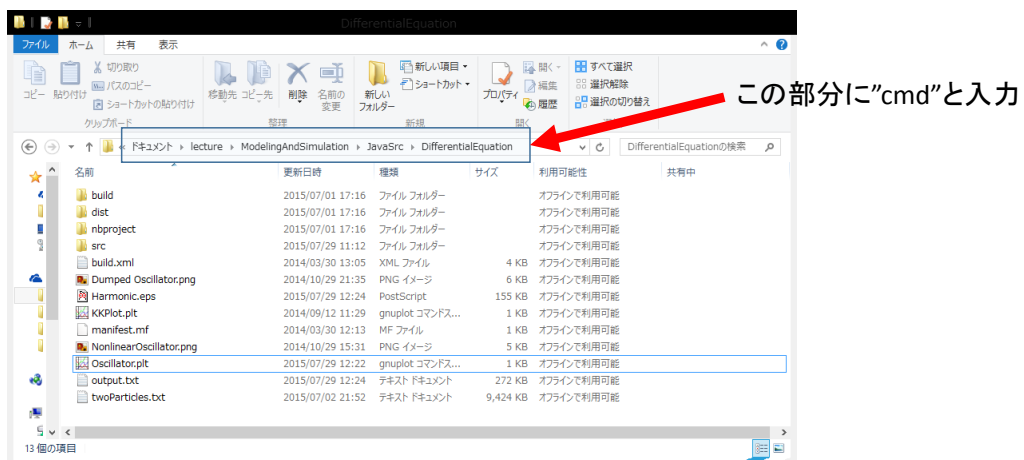 DifferentialEquation
ファイル ホーム 共有 表示
コピー 貼り付け 切り取り パスのコピー ショートカットの貼り付け
移動先 コピー先 削除 名前の変更 新しいフォルダー
新しい項目 ショートカット
プロパティ 開く 編集 履歴
すべて選択 選択解除 選択の切り替え
クリップボード 整理 新規 開く
この部分に"cmd"と入力
« ドキュメント lecture ModelingAndSimulation JavaSrc DifferentialEquation DifferentialEquationの検索
名前 更新日時 種類 サイズ 利用可能性 共有中
build 2015/07/01 17:16 ファイル フォルダー オフラインで利用可能
dist 2015/07/01 17:16 ファイル フォルダー オフラインで利用可能
nbproject 2015/07/01 17:16 ファイル フォルダー オフラインで利用可能
src 2015/07/29 11:12 ファイル フォルダー オフラインで利用可能
build.xml 2014/03/30 13:05 XML ファイル 4 KB オフラインで利用可能
Dumped Oscillator.png 2014/10/29 21:35 PNG イメージ 6 KB オフラインで利用可能
Harmonic.eps 2015/07/29 12:24 PostScript 155 KB オフラインで利用可能
KKPlot.plt 2014/09/12 11:29 gnuplot コマンドス... 1 KB オフラインで利用可能
manifest.mf 2014/03/30 12:13 MF ファイル 1 KB オフラインで利用可能
NonlinearOscillator.png 2014/10/29 15:31 PNG イメージ 5 KB オフラインで利用可能
Oscillator.plt 2015/07/29 12:22 gnuplot コマンドス... 1 KB オフラインで利用可能
output.txt 2015/07/29 12:24 テキスト ドキュメント 272 KB オフラインで利用可能
twoParticles.txt 2015/07/02 21:52 テキスト ドキュメント 9,424 KB オフラインで利用可能
13 個の項目